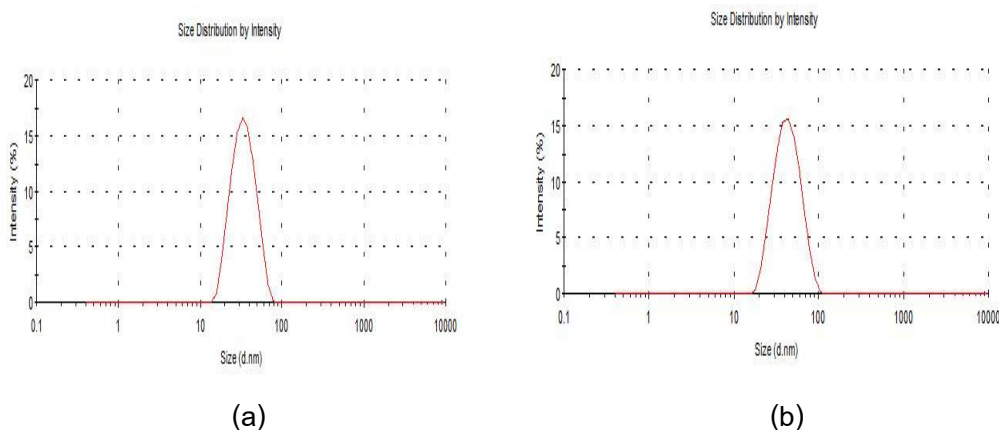 Size Distribution by Intensity
20
15
10
5
0
Intensity (%)
0.1 1 10 100 1000 10000
Size (d.nm)
(a)
Size Distribution by Intensity
20
15
10
5
0
Intensity (%)
0.1 1 10 100 1000 10000
Size (d.nm)
(b)